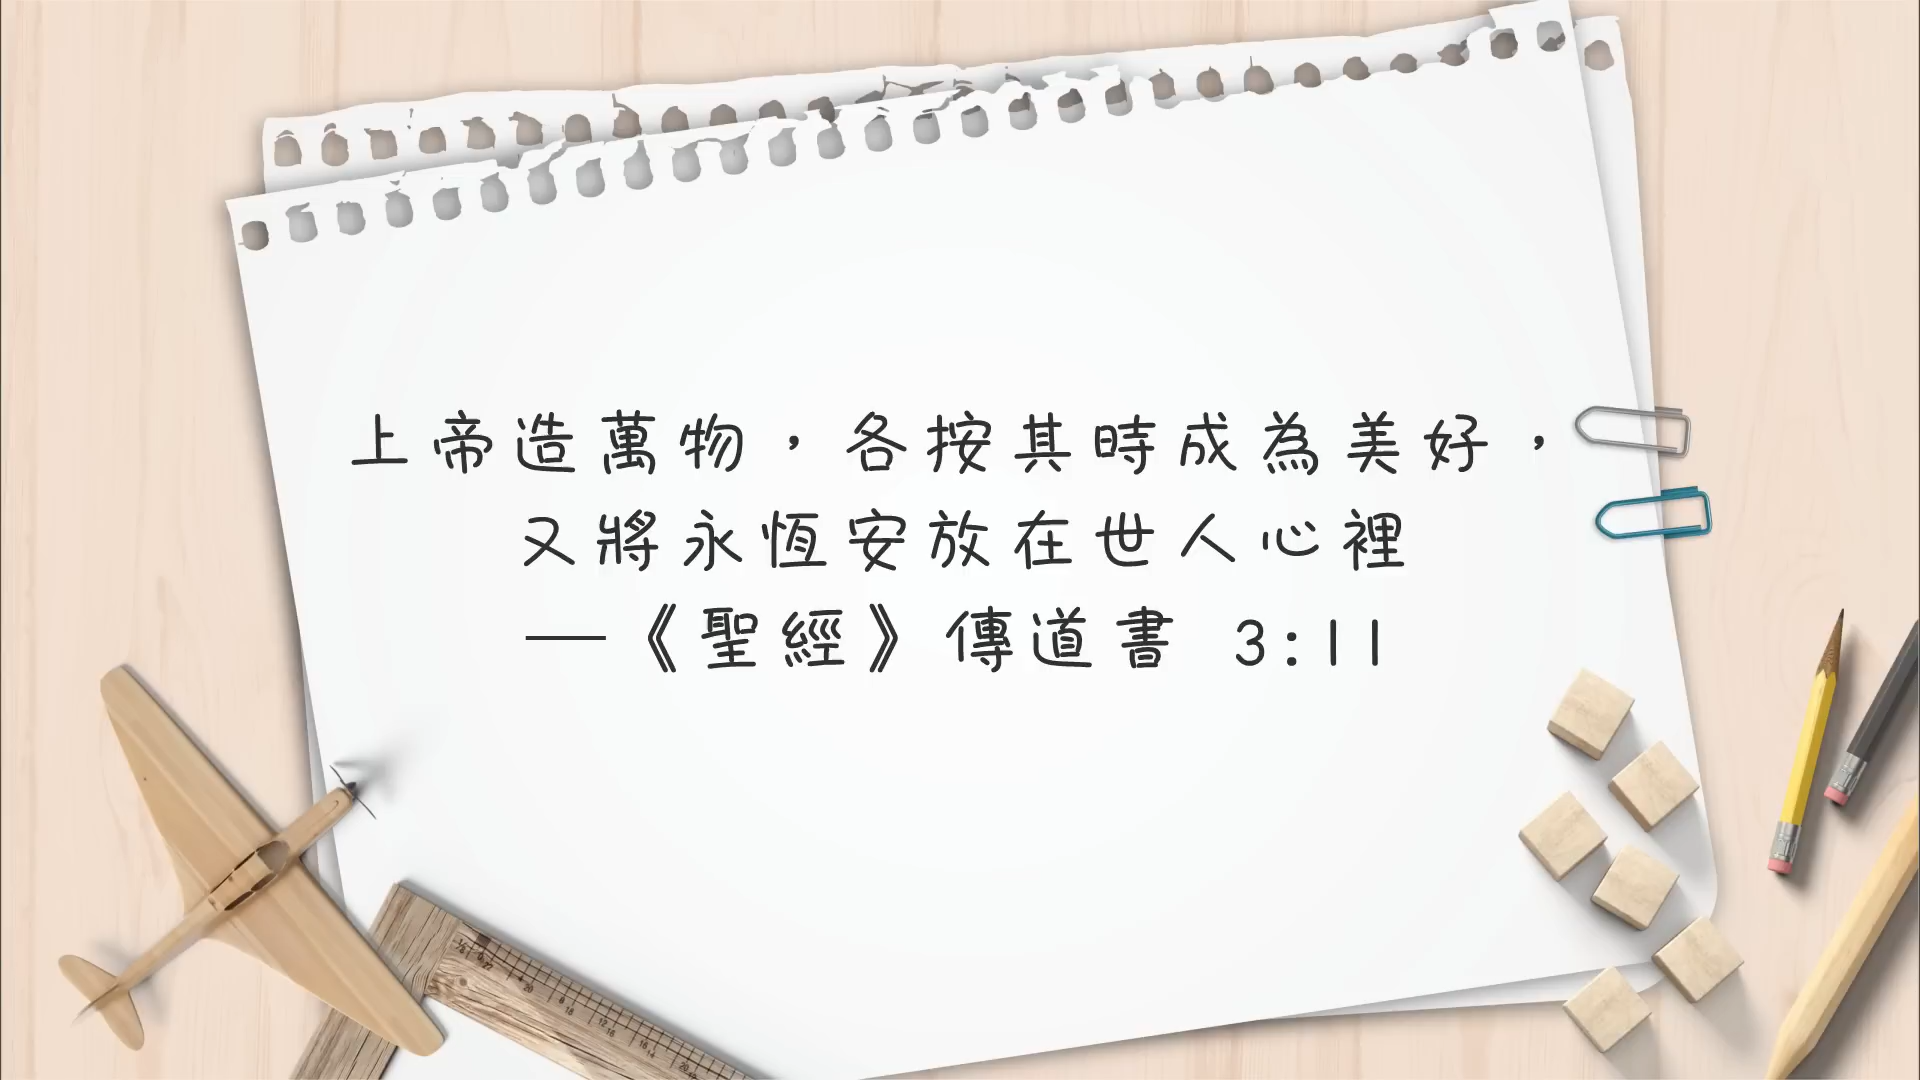 上帝造萬物，各按其時成為美好，
又將永恆安放在世人心裡
—《聖經》傳道書 3:11